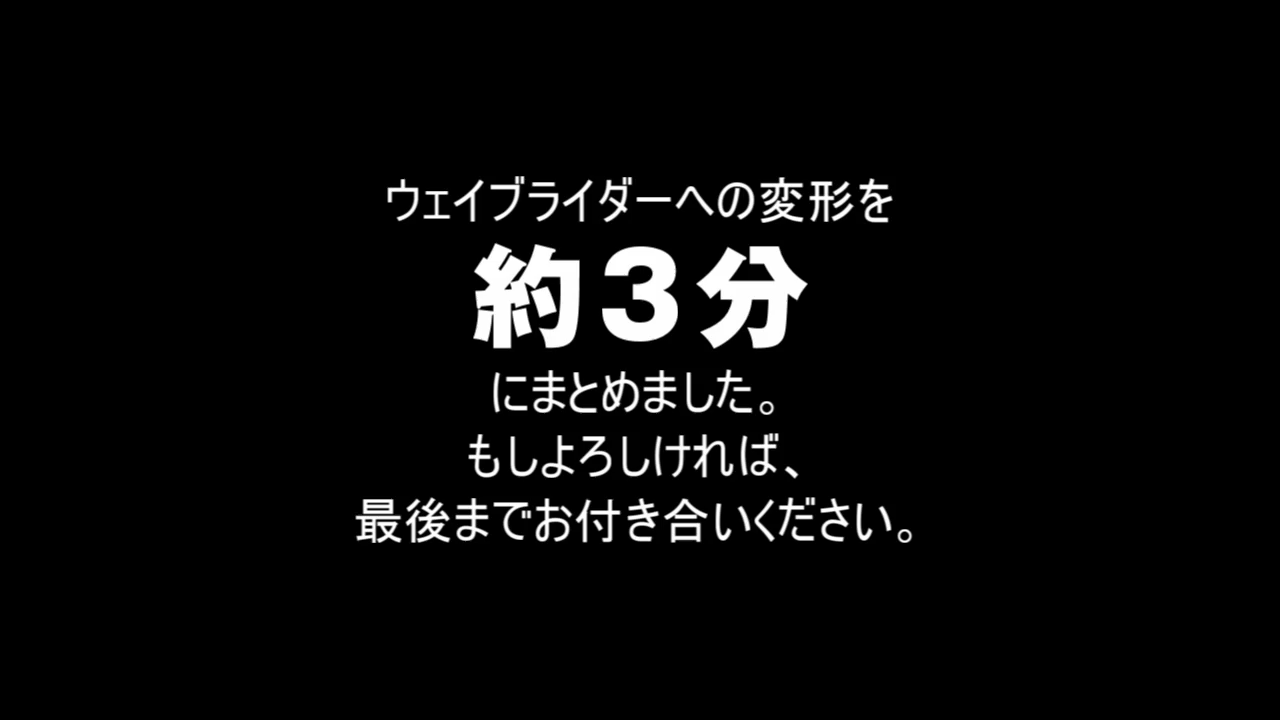 ウェイブライダーへの変形を
約３分
にまとめました。
もしよろしければ、
最後までお付き合いください。